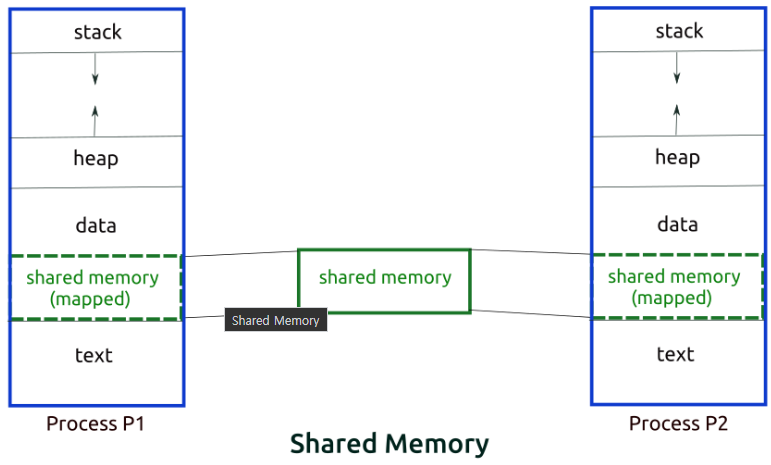 stack
heap
data
shared memory
(mapped)
text
Process P1
shared memory
Shared Memory
stack
heap
data
shared memory
(mapped)
text
Process P2
Shared Memory